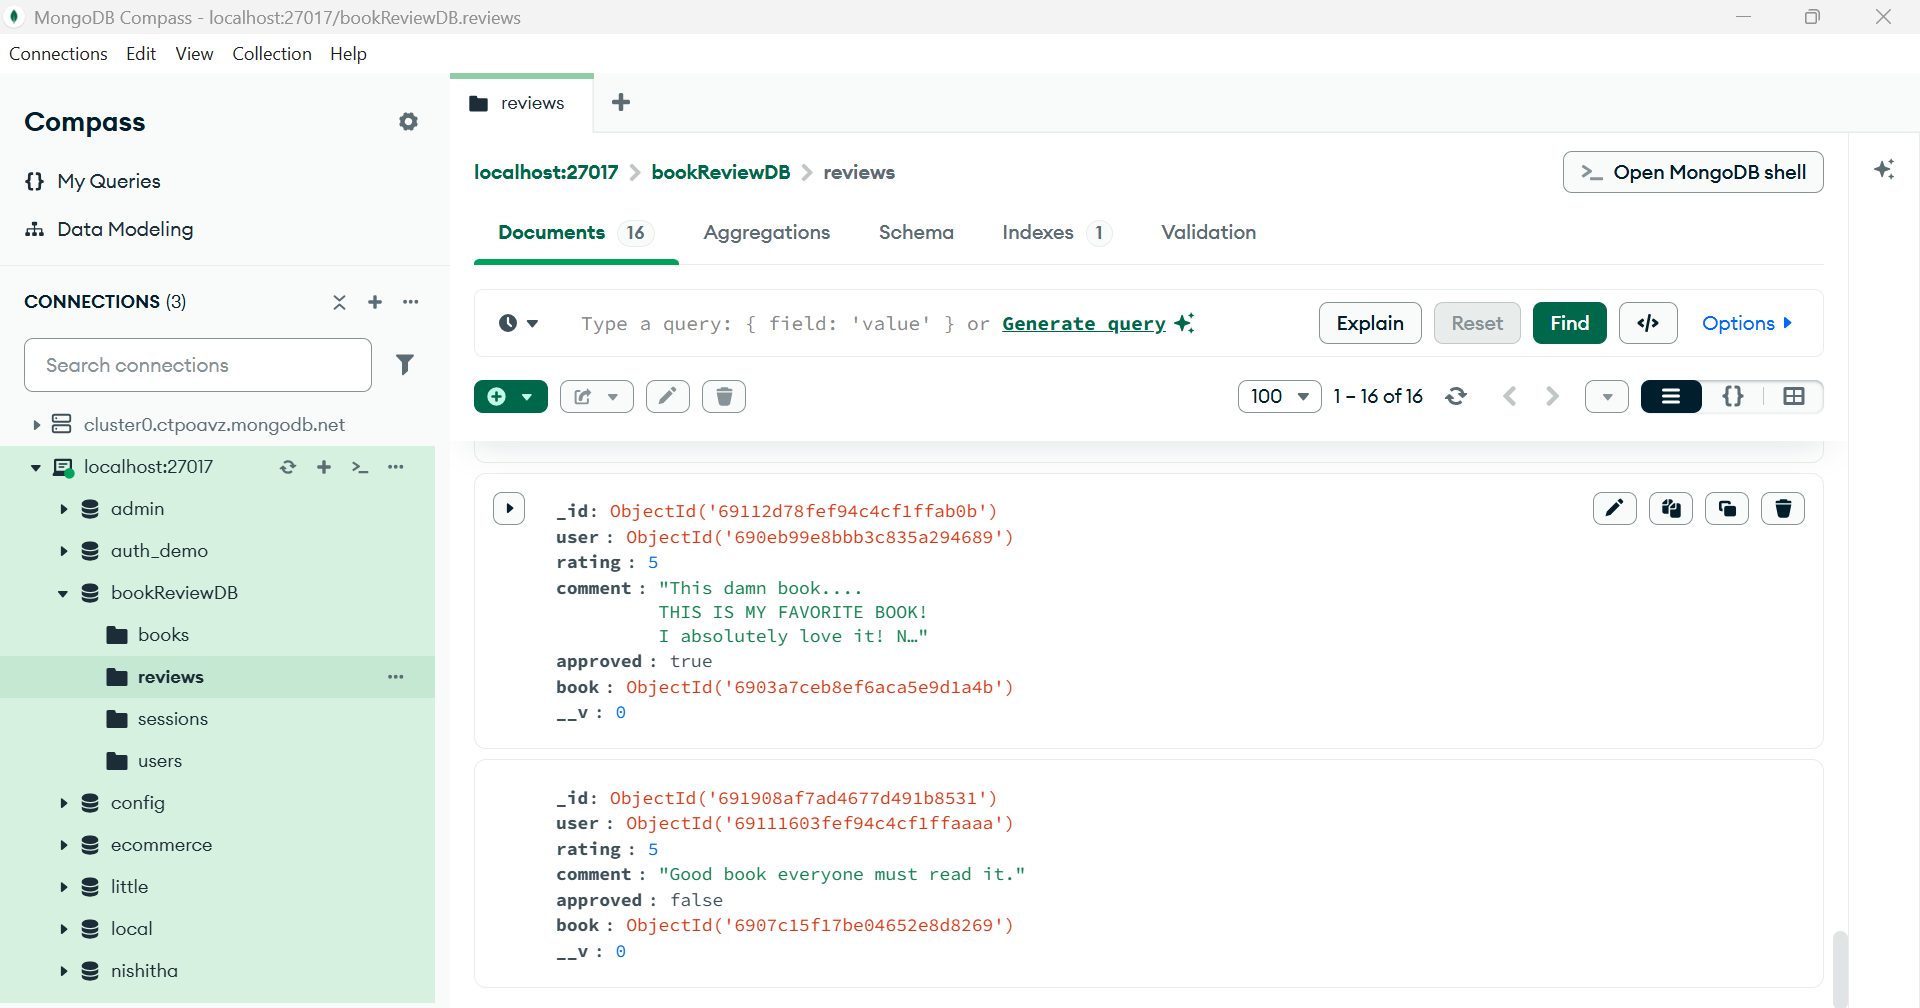 MongoDB Compass - localhost:27017/bookReviewDB.reviews
Connections Edit View Collection Help
Compass
My Queries
Data Modeling
CONNECTIONS (3)
Search connections
cluster0.ctpoavz.mongodb.net
localhost:27017
admin
auth_demo
bookReviewDB
books
reviews
sessions
users
config
ecommerce
little
local
nishitha
reviews
localhost:27017 > bookReviewDB > reviews
>_ Open MongoDB shell
Documents 16 Aggregations Schema Indexes 1 Validation
Type a query: { field: 'value' } or Generate query
Explain Reset Find </> Options
100 1 – 16 of 16 {}
_id: ObjectId('69112d78fef94c4cf1ffab0b')
user : ObjectId('690eb99e8bbb3c835a294689')
rating : 5
comment : "This damn book....
THIS IS MY FAVORITE BOOK!
I absolutely love it! N…"
approved : true
book : ObjectId('6903a7ceb8ef6aca5e9d1a4b')
__v : 0
_id: ObjectId('691908af7ad4677d491b8531')
user : ObjectId('69111603fef94c4cf1ffaaaa')
rating : 5
comment : "Good book everyone must read it."
approved : false
book : ObjectId('6907c15f17be04652e8d8269')
__v : 0